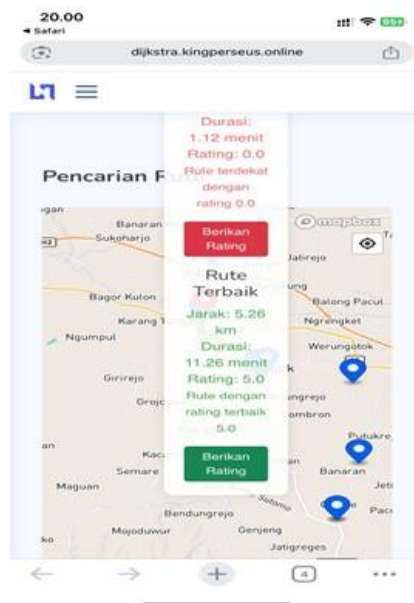 20.00
Safari
95+
dijkstra.kingperseus.online
Durasi:
1.12 menit
Rating: 0.0
Rute terdekat
dengan
rating 0.0
Berikan
Rating
Rute
Terbaik
Jarak: 5.26
km
Durasi:
11.26 menit
Rating: 5.0
Rute dengan
rating terbaik
5.0
Berikan
Rating
Pencarian
mapbox
Banaran
Sukoharjo
Jatirejo
Bagor Kulon
Balong Pacul
Karang
Ngrengket
Ngumpul
Werungotok
Girirejo
Putukre
Semare
Banaran
Maguan
Bendungrejo
Mojoduwur
Genjeng
Jatigreges
4